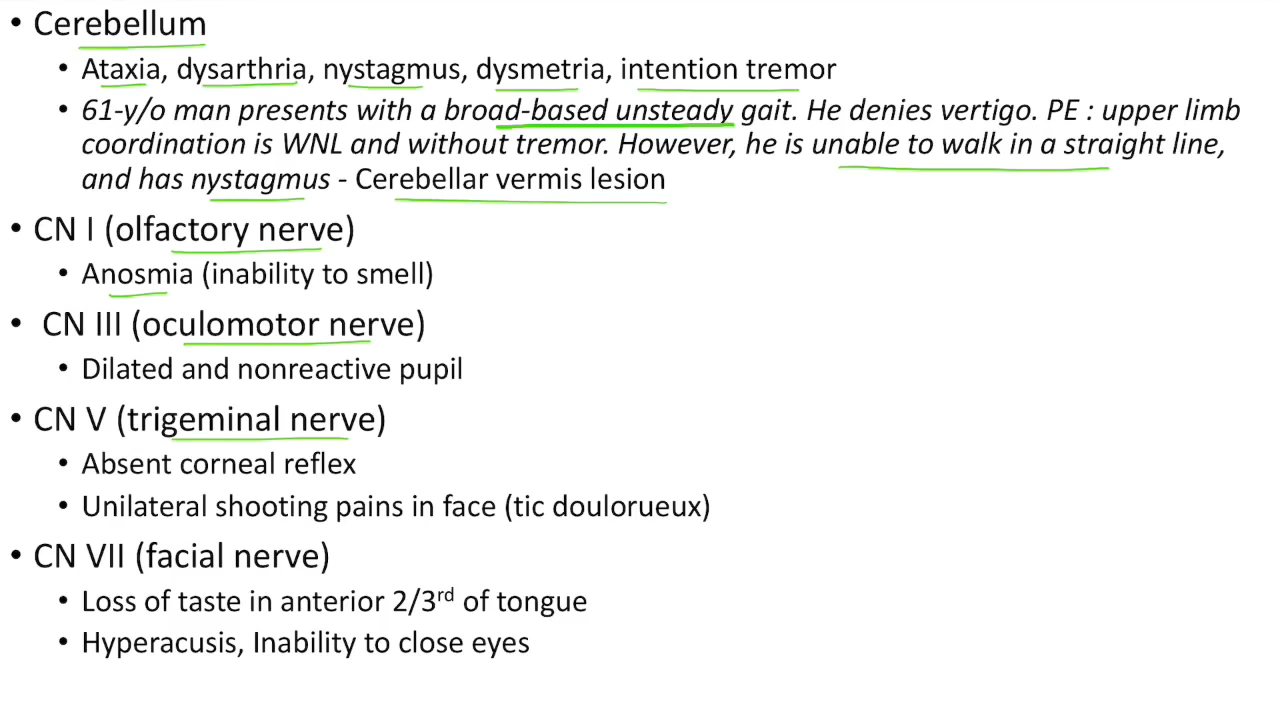 • Cerebellum
• Ataxia, dysarthria, nystagmus, dysmetria, intention tremor
• 61-y/o man presents with a broad-based unsteady gait. He denies vertigo. PE : upper limb
coordination is WNL and without tremor. However, he is unable to walk in a straight line,
and has nystagmus - Cerebellar vermis lesion
• CN I (olfactory nerve)
• Anosmia (inability to smell)
• CN III (oculomotor nerve)
• Dilated and nonreactive pupil
• CN V (trigeminal nerve)
• Absent corneal reflex
• Unilateral shooting pains in face (tic doulorueux)
• CN VII (facial nerve)
• Loss of taste in anterior 2/3rd of tongue
• Hyperacusis, Inability to close eyes